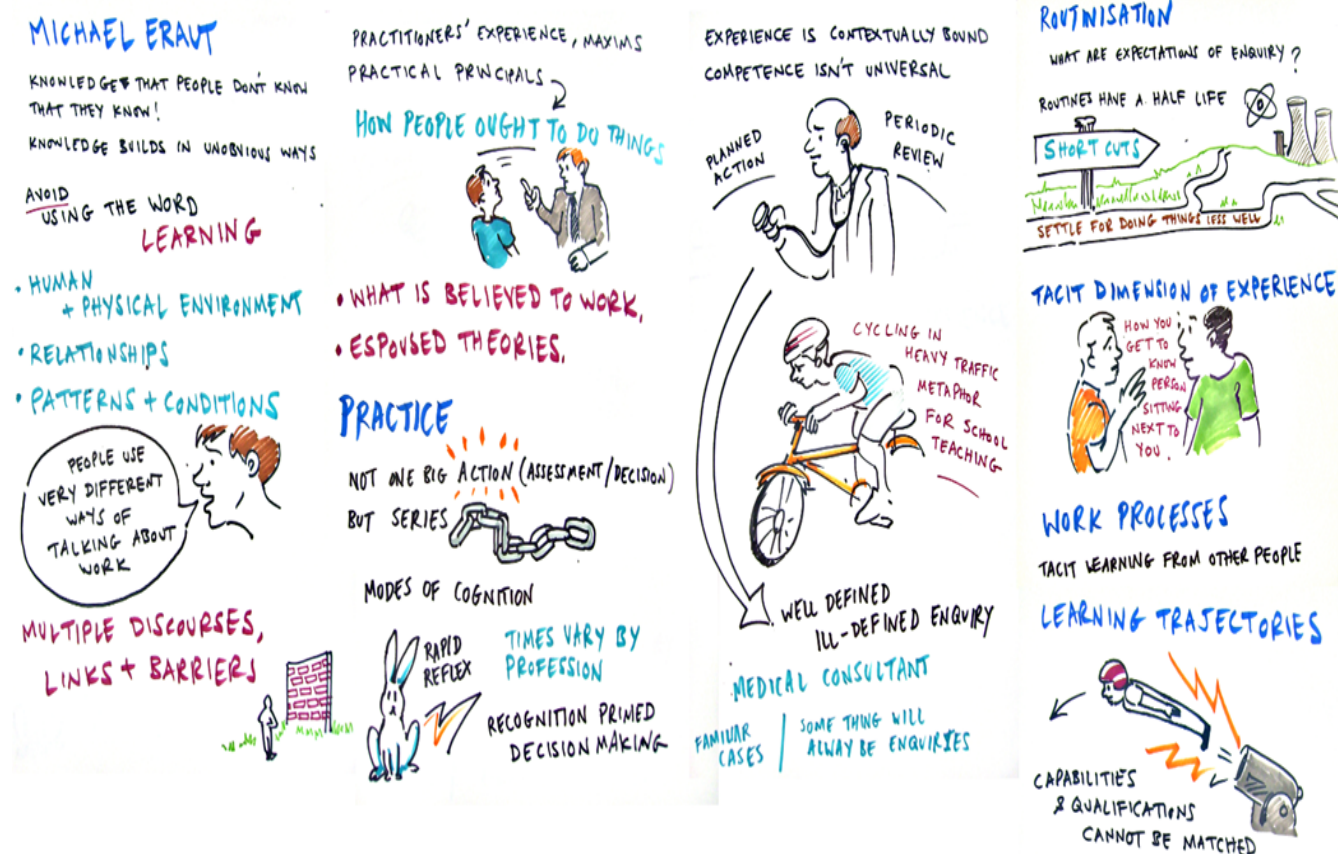 MICHAEL ERAUT
KNOWLEDGE THAT PEOPLE DON'T KNOW
THAT THEY KNOW!
KNOWLEDGE BUILDS IN UNOBVIOUS WAYS
AVOID
USING THE WORD
LEARNING
• HUMAN
+ PHYSICAL ENVIRONMENT
• RELATIONSHIPS
• PATTERNS + CONDITIONS
PEOPLE USE
VERY DIFFERENT
WAYS OF
TALKING ABOUT
WORK
MULTIPLE DISCOURSES,
LINKS + BARRIERS
PRACTITIONERS' EXPERIENCE, MAXIMS
PRACTICAL PRINCIPALS
HOW PEOPLE OUGHT TO DO THINGS
• WHAT IS BELIEVED TO WORK,
• ESPOUSED THEORIES.
PRACTICE
NOT ONE BIG ACTION (ASSESSMENT/DECISION)
BUT SERIES
MODES OF COGNITION
RAPID
REFLEX
TIMES VARY BY
PROFESSION
RECOGNITION PRIMED
DECISION MAKING
EXPERIENCE IS CONTEXTUALLY BOUND
COMPETENCE ISN'T UNIVERSAL
PLANNED
ACTION
PERIODIC
REVIEW
CYCLING IN
HEAVY TRAFFIC
METAPHOR
FOR SCHOOL
TEACHING
WELL DEFINED
ILL-DEFINED ENQUIRY
MEDICAL CONSULTANT
FAMILIAR
CASES
SOME THING WILL
ALWAY BE ENQUIRIES
ROUTINISATION
WHAT ARE EXPECTATIONS OF ENQUIRY?
ROUTINES HAVE A HALF LIFE
SHORT CUTS
SETTLE FOR DOING THINGS LESS WELL
TACIT DIMENSION OF EXPERIENCE
HOW YOU
GET TO
KNOW
PERSON
SITTING
NEXT TO
YOU.
WORK PROCESSES
TACIT LEARNING FROM OTHER PEOPLE
LEARNING TRAJECTORIES
CAPABILITIES
& QUALIFICATIONS
CANNOT BE MATCHED